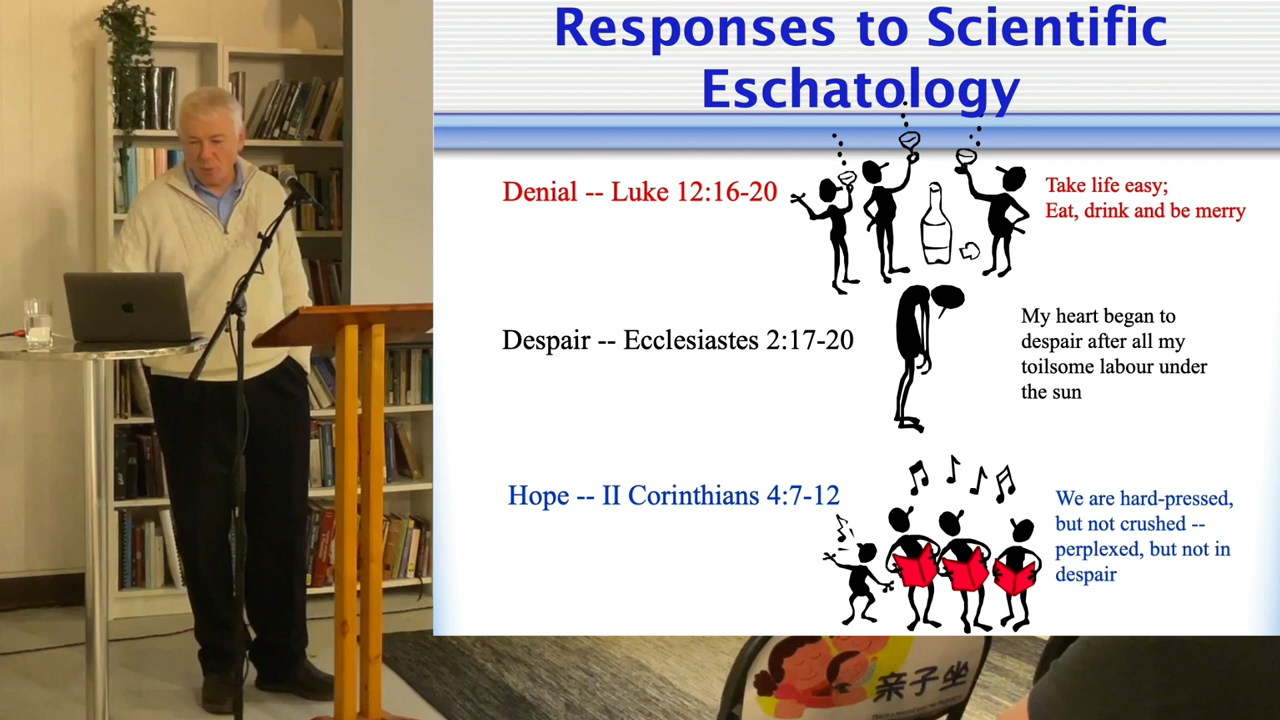 Responses to Scientific
Eschatology
Denial -- Luke 12:16-20
Take life easy;
Eat, drink and be merry
Despair -- Ecclesiastes 2:17-20
My heart began to
despair after all my
toilsome labour under
the sun
Hope -- II Corinthians 4:7-12
We are hard-pressed,
but not crushed --
perplexed, but not in
despair
亲子坐